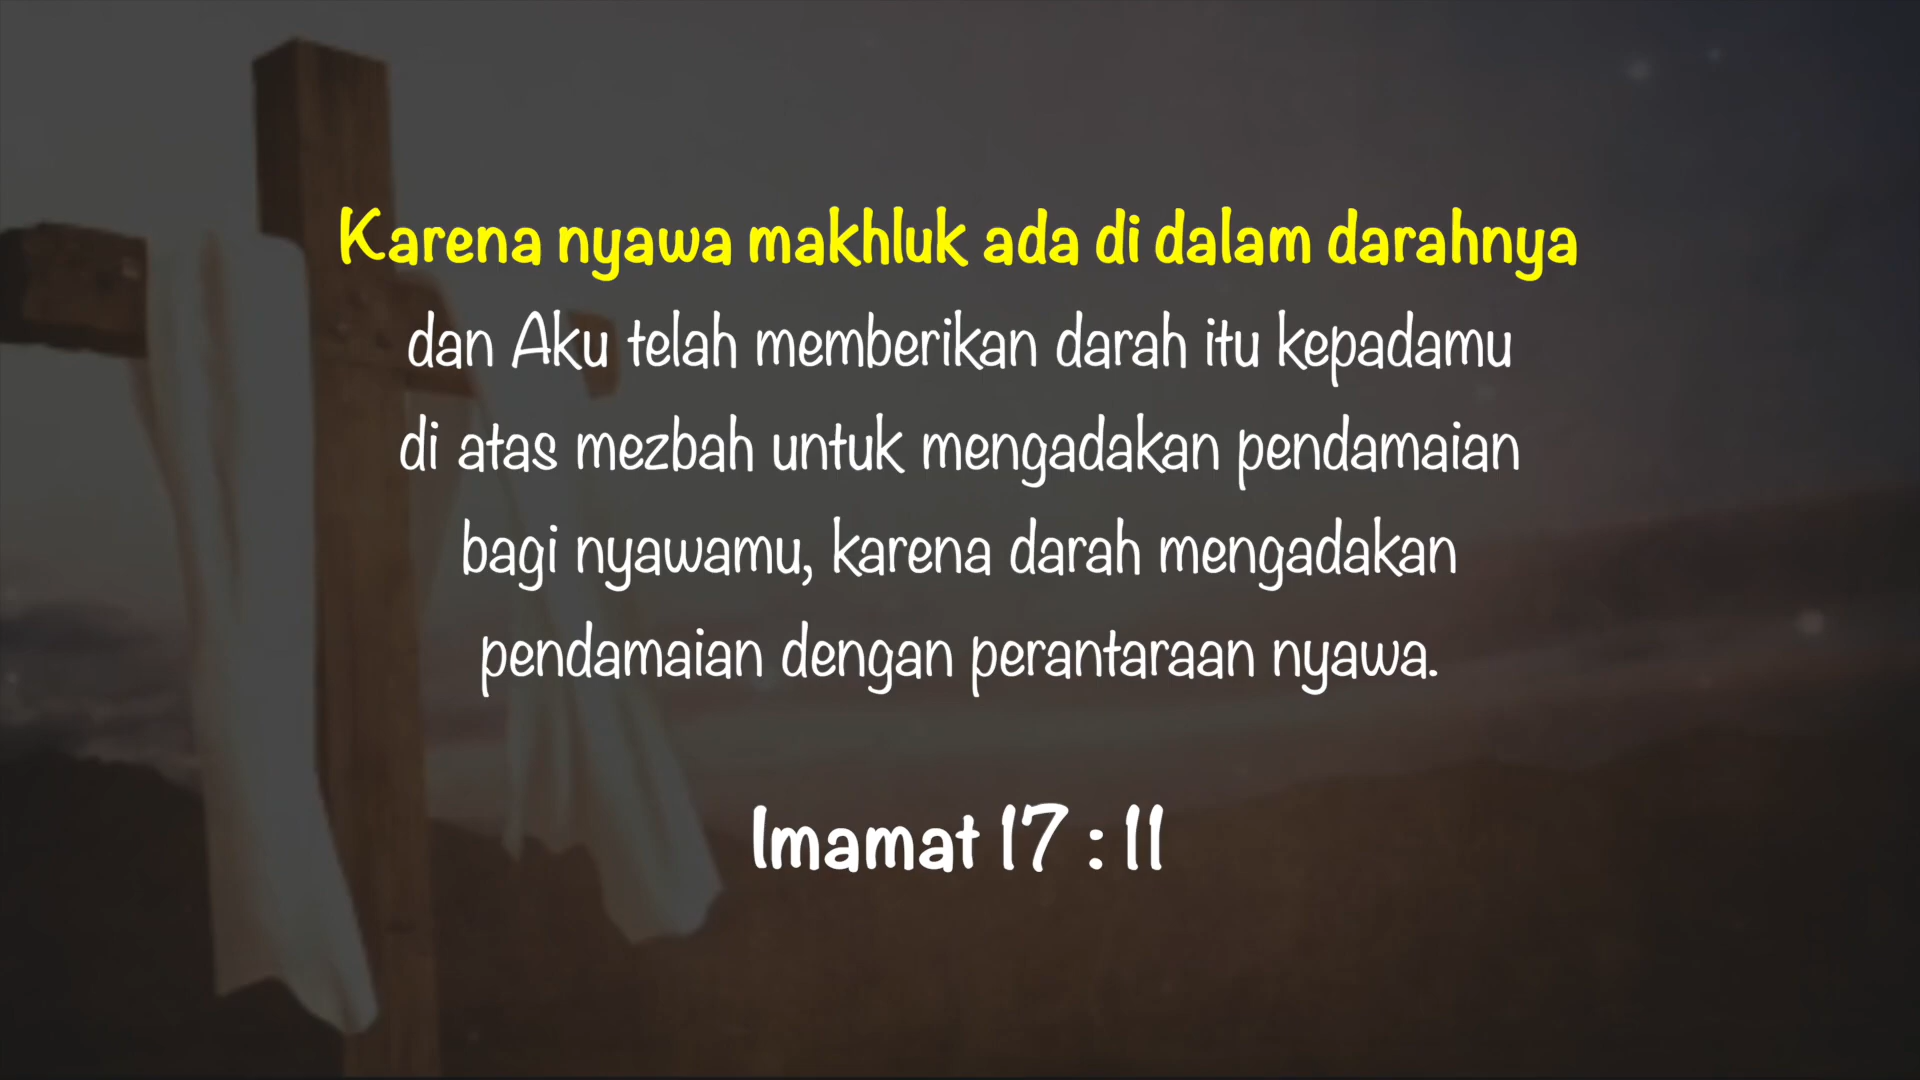 Karena nyawa makhluk ada di dalam darahnya
dan Aku telah memberikan darah itu kepadamu
di atas mezbah untuk mengadakan pendamaian
bagi nyawamu, karena darah mengadakan
pendamaian dengan perantaraan nyawa.
Imamat 17 : 11